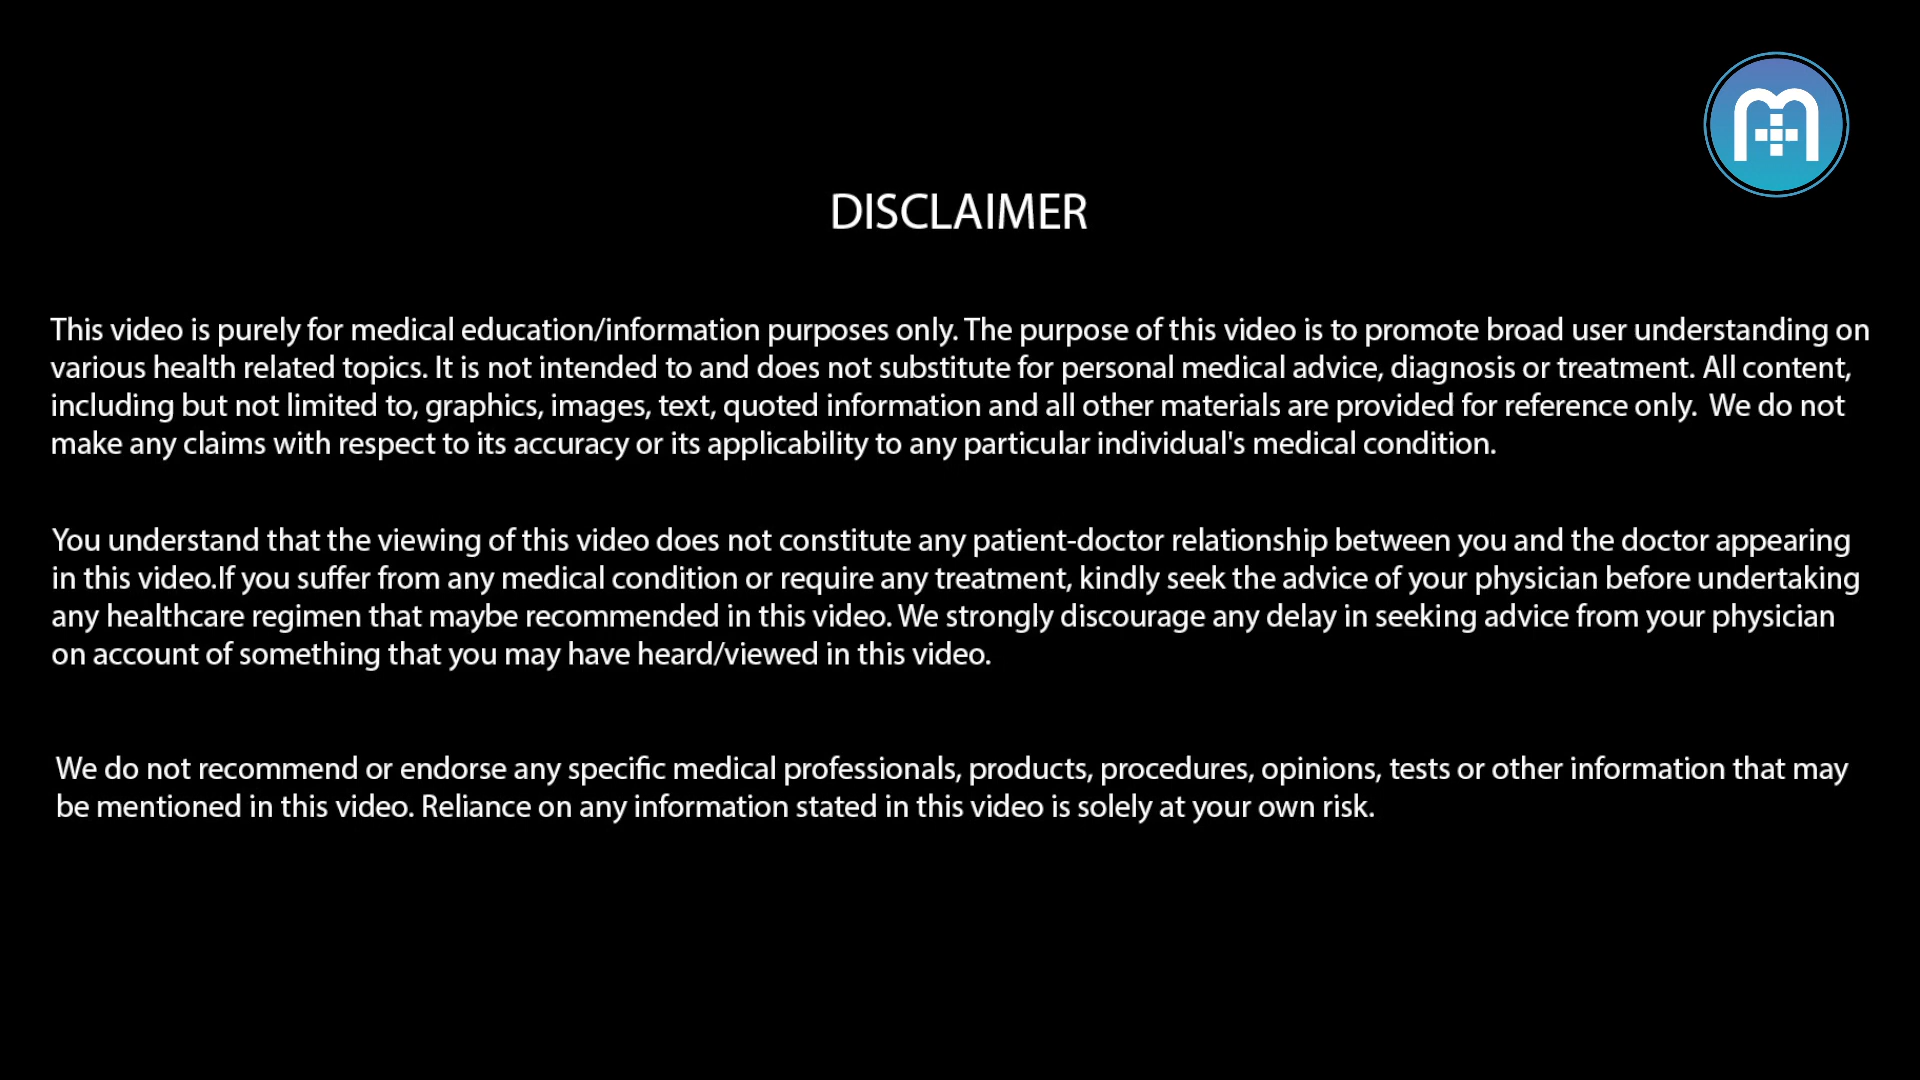 DISCLAIMER
This video is purely for medical education/information purposes only. The purpose of this video is to promote broad user understanding on
various health related topics. It is not intended to and does not substitute for personal medical advice, diagnosis or treatment. All content,
including but not limited to, graphics, images, text, quoted information and all other materials are provided for reference only.  We do not
make any claims with respect to its accuracy or its applicability to any particular individual's medical condition.
You understand that the viewing of this video does not constitute any patient-doctor relationship between you and the doctor appearing
in this video.If you suffer from any medical condition or require any treatment, kindly seek the advice of your physician before undertaking
any healthcare regimen that maybe recommended in this video. We strongly discourage any delay in seeking advice from your physician
on account of something that you may have heard/viewed in this video.
We do not recommend or endorse any specific medical professionals, products, procedures, opinions, tests or other information that may
be mentioned in this video. Reliance on any information stated in this video is solely at your own risk.